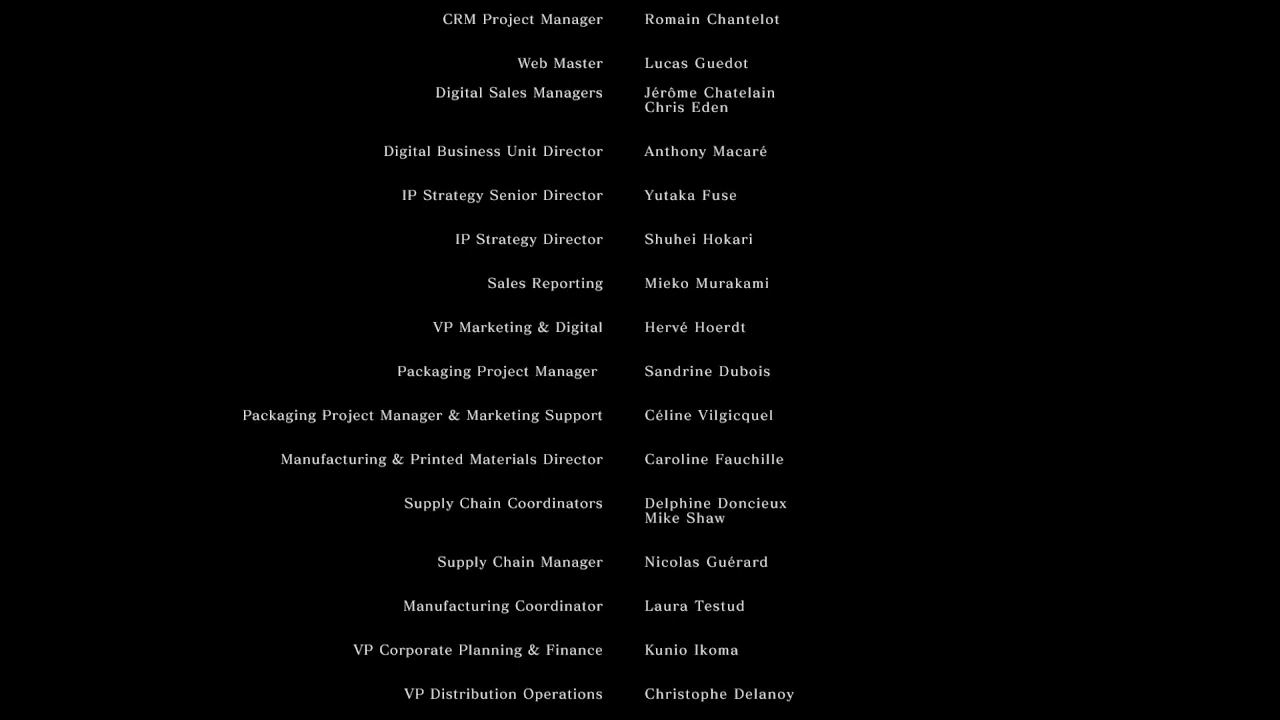 CRM Project Manager Romain Chantelot
Web Master Lucas Guedot
Digital Sales Managers Jérôme Chatelain
Chris Eden
Digital Business Unit Director Anthony Macaré
IP Strategy Senior Director Yutaka Fuse
IP Strategy Director Shuhei Hokari
Sales Reporting Mieko Murakami
VP Marketing & Digital Hervé Hoerdt
Packaging Project Manager Sandrine Dubois
Packaging Project Manager & Marketing Support Céline Vilgicquel
Manufacturing & Printed Materials Director Caroline Fauchille
Supply Chain Coordinators Delphine Doncieux
Mike Shaw
Supply Chain Manager Nicolas Guérard
Manufacturing Coordinator Laura Testud
VP Corporate Planning & Finance Kunio Ikoma
VP Distribution Operations Christophe Delanoy